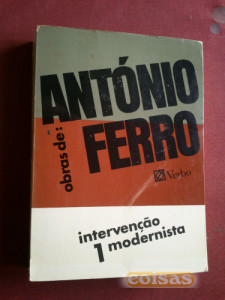 obras de:
ANTÓNIO
FERRO
Verbo
intervenção
1 modernista
coisas